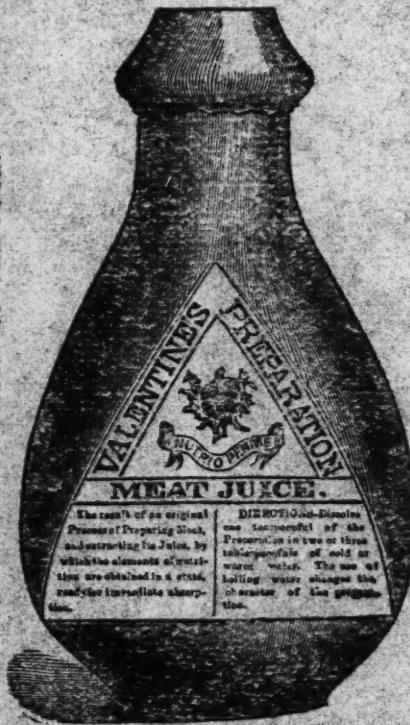 VALENTINE'S PREPARATION
MEAT JUICE.
The result of an original
Process of Preparing Meat,
and extracting its Juice, by
which the elements of nutri-
tion are obtained in a state,
ready for immediate absorp-
tion.
DIRECTIONS—Dissolve
one teaspoonful of the
Preparation in two or three
tablespoonfuls of cold or
warm water. The use of
boiling water changes the
character of the prepara-
tion.